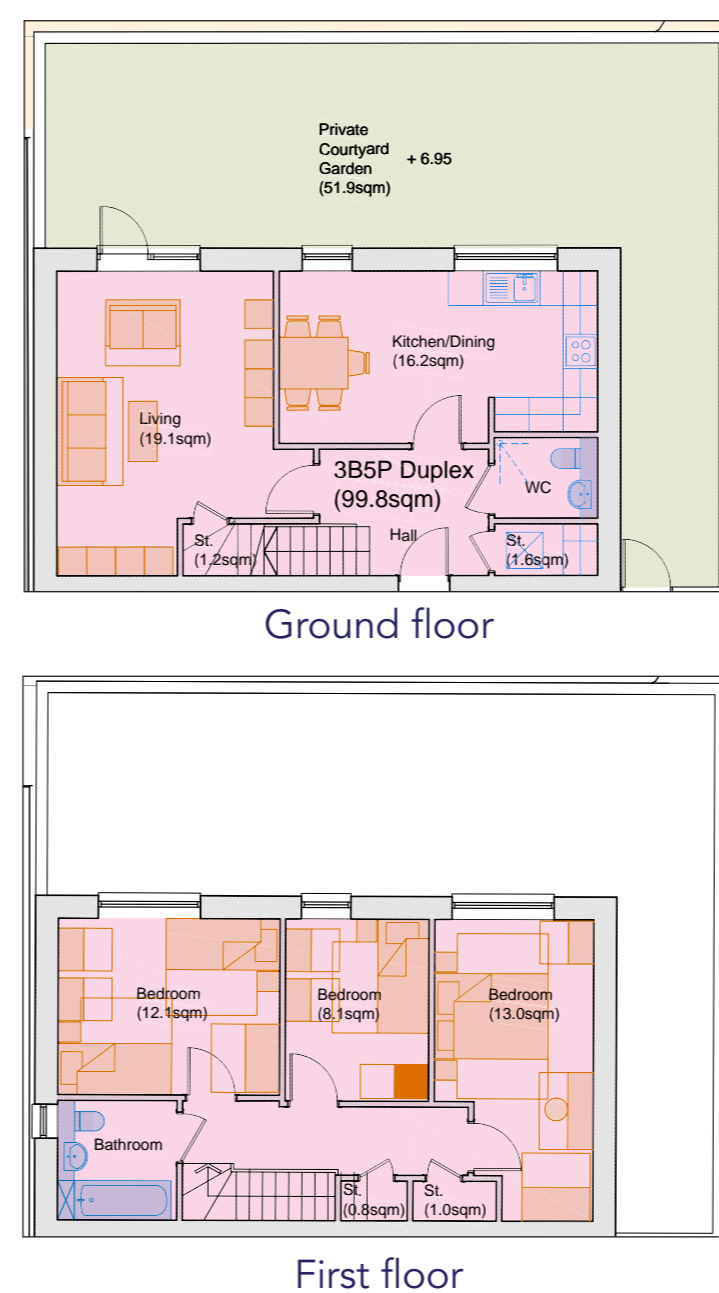 Private
Courtyard
Garden
(51.9sqm)
+ 6.95
Kitchen/Dining
(16.2sqm)
Living
(19.1sqm)
3B5P Duplex
(99.8sqm)
WC
Hall
St.
(1.2sqm)
St.
(1.6sqm)
Ground floor
Bedroom
(12.1sqm)
Bedroom
(8.1sqm)
Bedroom
(13.0sqm)
Bathroom
St.
(0.8sqm)
St.
(1.0sqm)
First floor